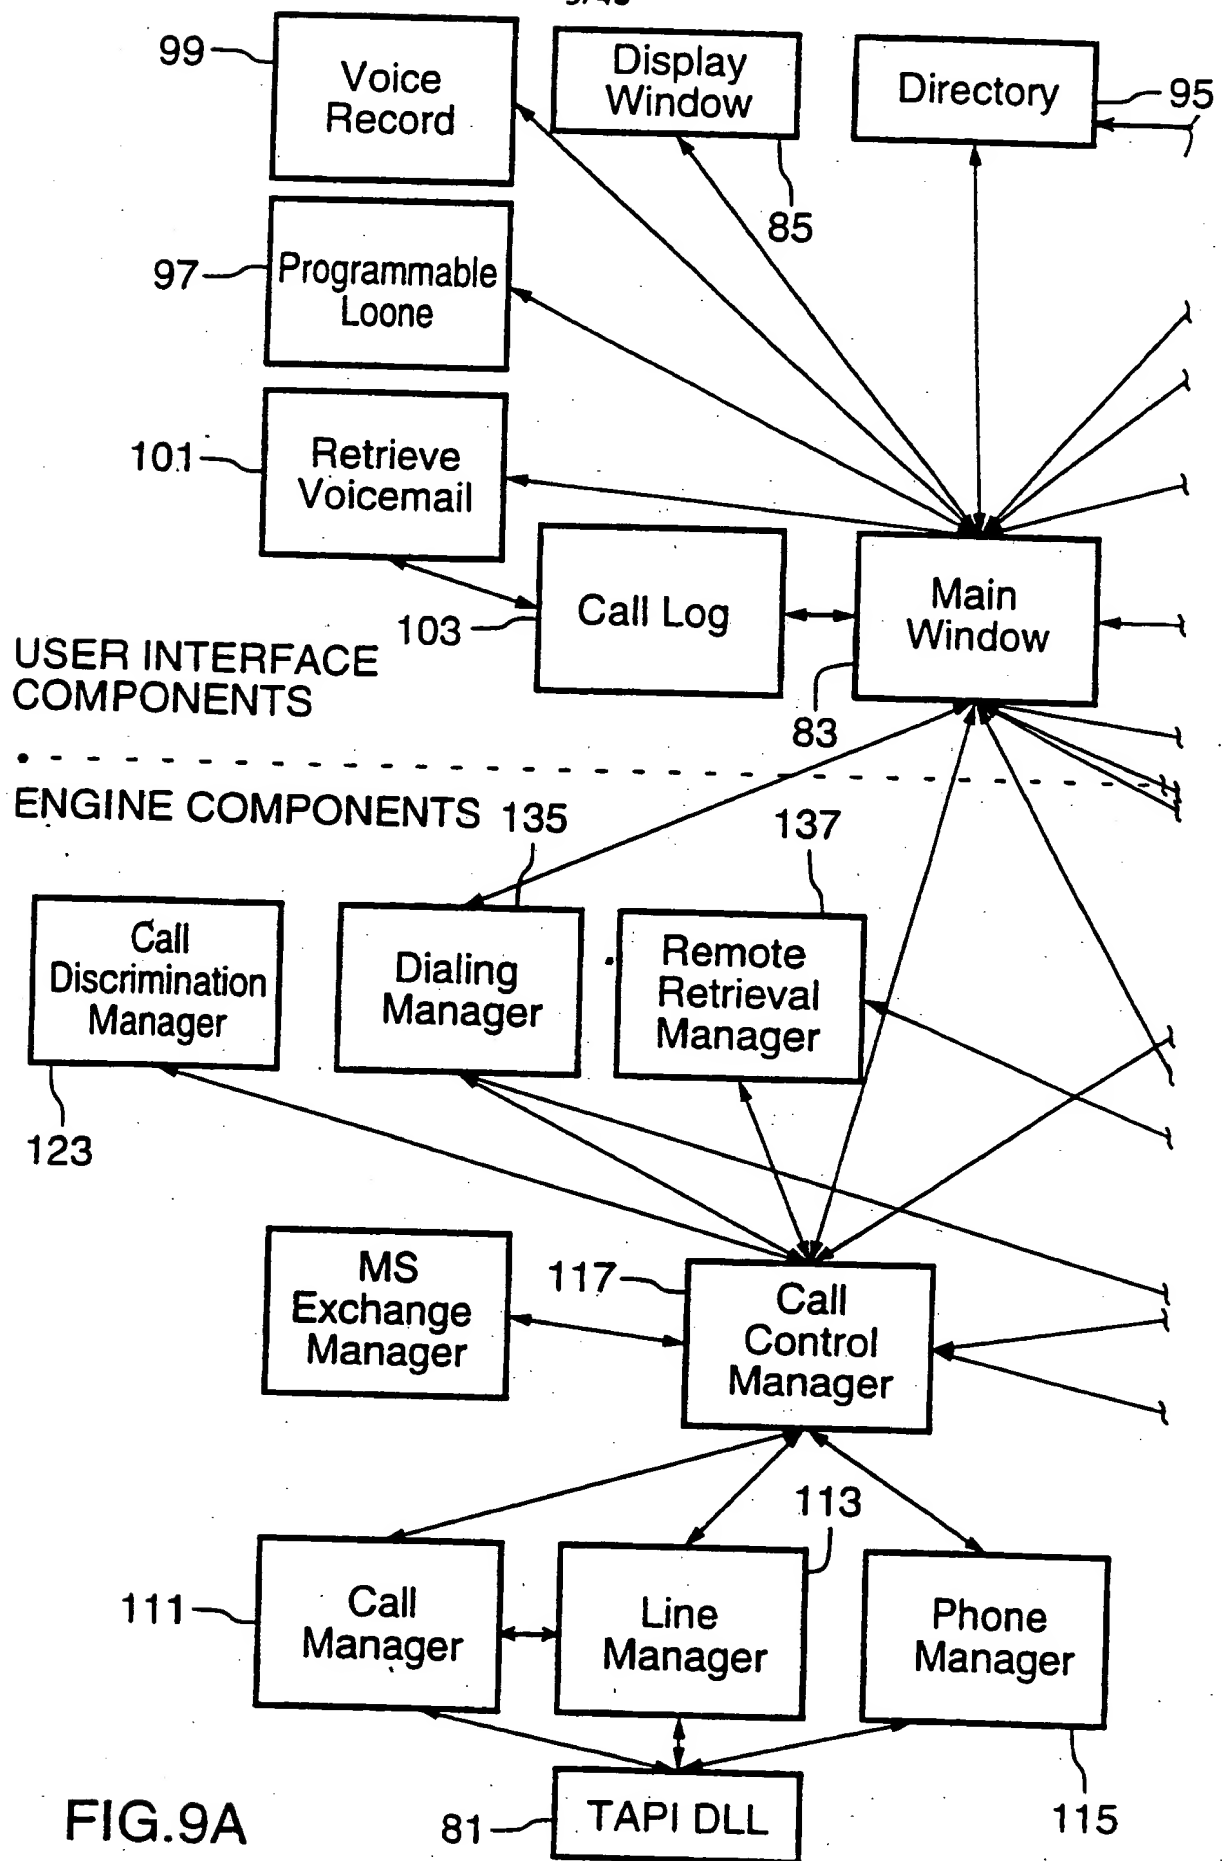 99
Voice
Record
Display
Window
85
Directory
95
97
Programmable
Loone
101
Retrieve
Voicemail
103
Call Log
Main
Window
83
USER INTERFACE
COMPONENTS
ENGINE COMPONENTS
135
137
Call
Discrimination
Manager
123
Dialing
Manager
Remote
Retrieval
Manager
MS
Exchange
Manager
117
Call
Control
Manager
113
111
Call
Manager
Line
Manager
Phone
Manager
115
81
TAPI DLL
FIG.9A